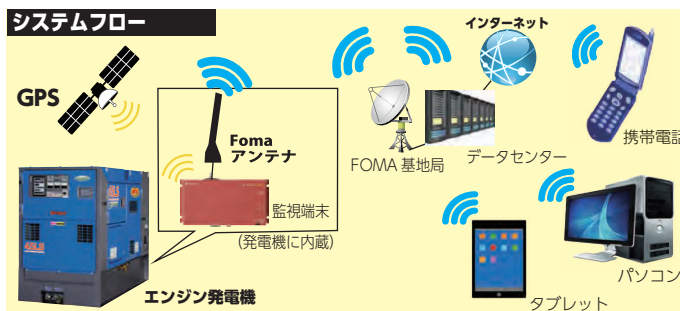 システムフロー
GPS
Foma
アンテナ
監視端末
(発電機に内蔵)
エンジン発電機
FOMA 基地局
データセンター
インターネット
携帯電話
タブレット
パソコン